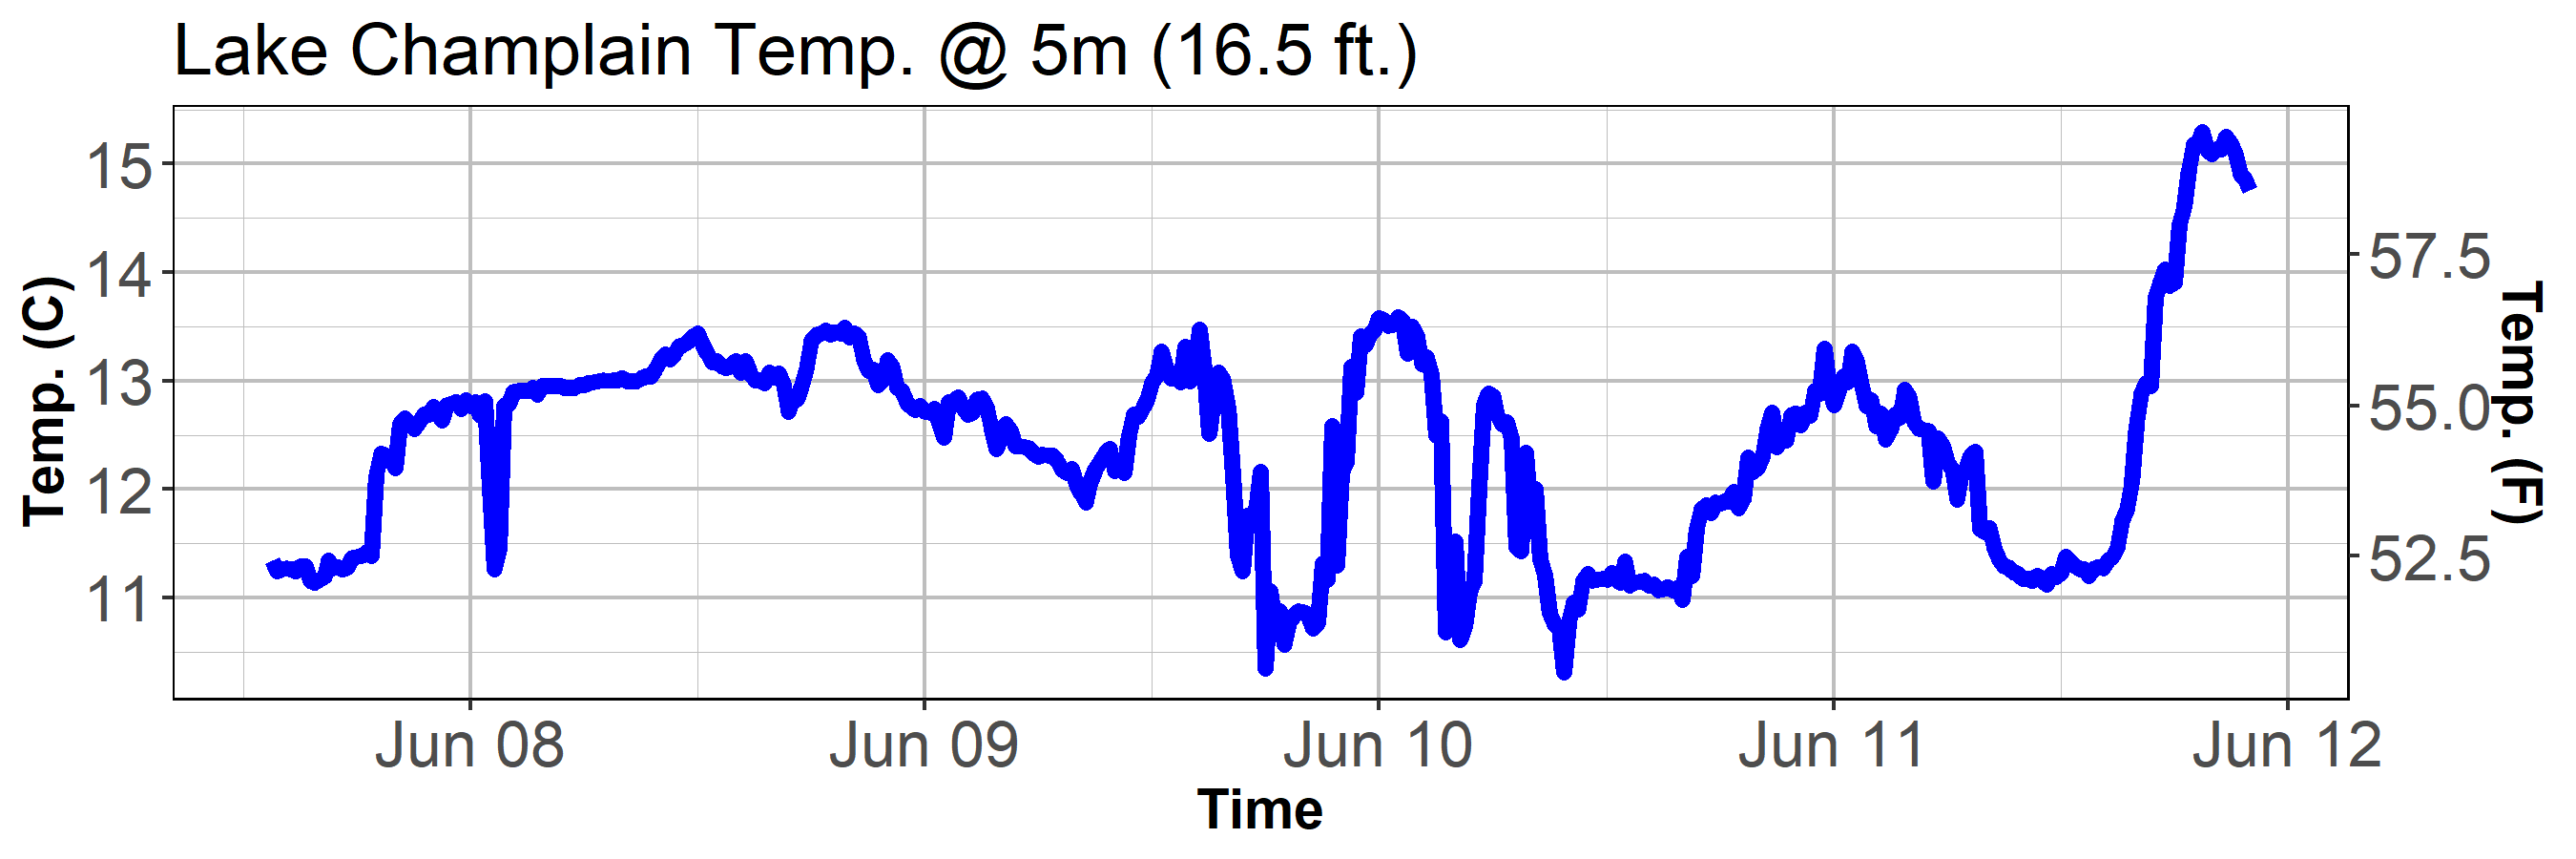 Lake Champlain Temp. @ 5m (16.5 ft.)
Temp. (C)
15
14
13
12
11
57.5
55.0
52.5
Temp. (F)
Jun 08 Jun 09 Jun 10 Jun 11 Jun 12
Time